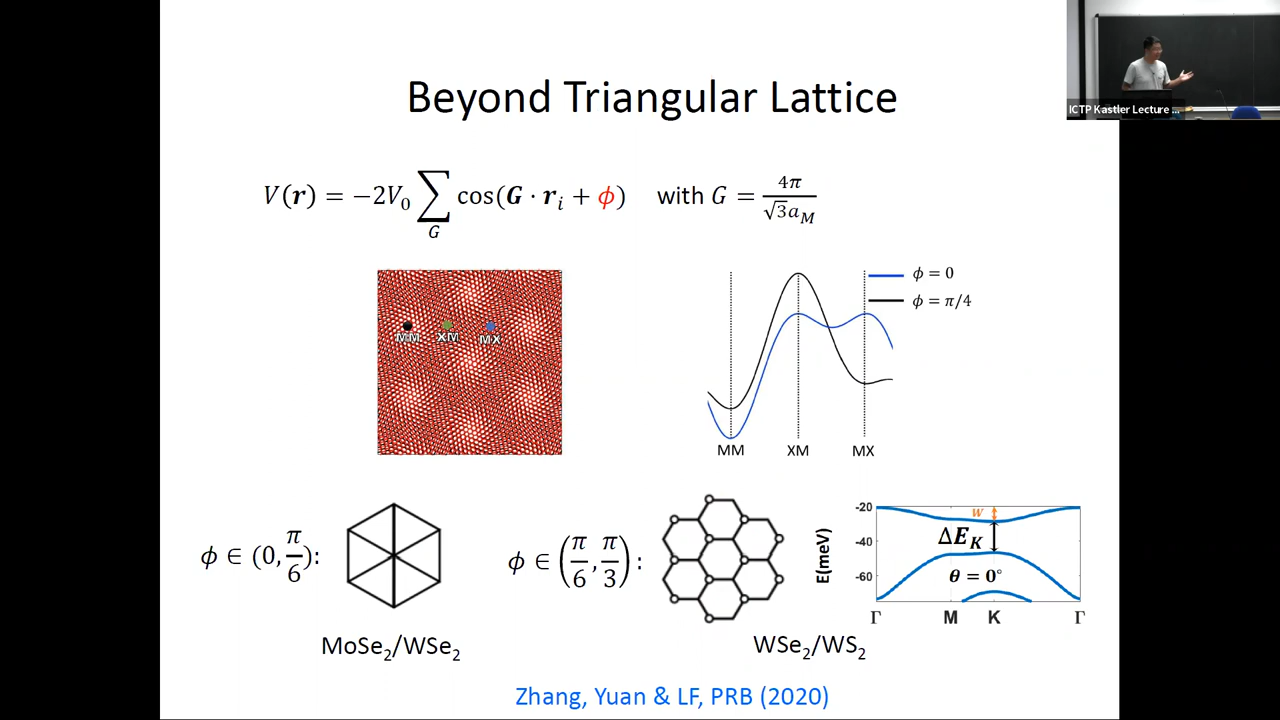 ICTP Kastler Lecture ...
Beyond Triangular Lattice
V(r) = −2V₀ ∑_G cos(G · rᵢ + ϕ) with G = 4π/(√3a_M)
MM XM MX
ϕ = 0
ϕ = π/4
MM XM MX
ϕ ∈ (0, π/6):
MoSe₂/WSe₂
ϕ ∈ (π/6, π/3):
WSe₂/WS₂
E(meV)
-20
-40
-60
W
ΔE_K
θ = 0°
Γ M K Γ
Zhang, Yuan & LF, PRB (2020)